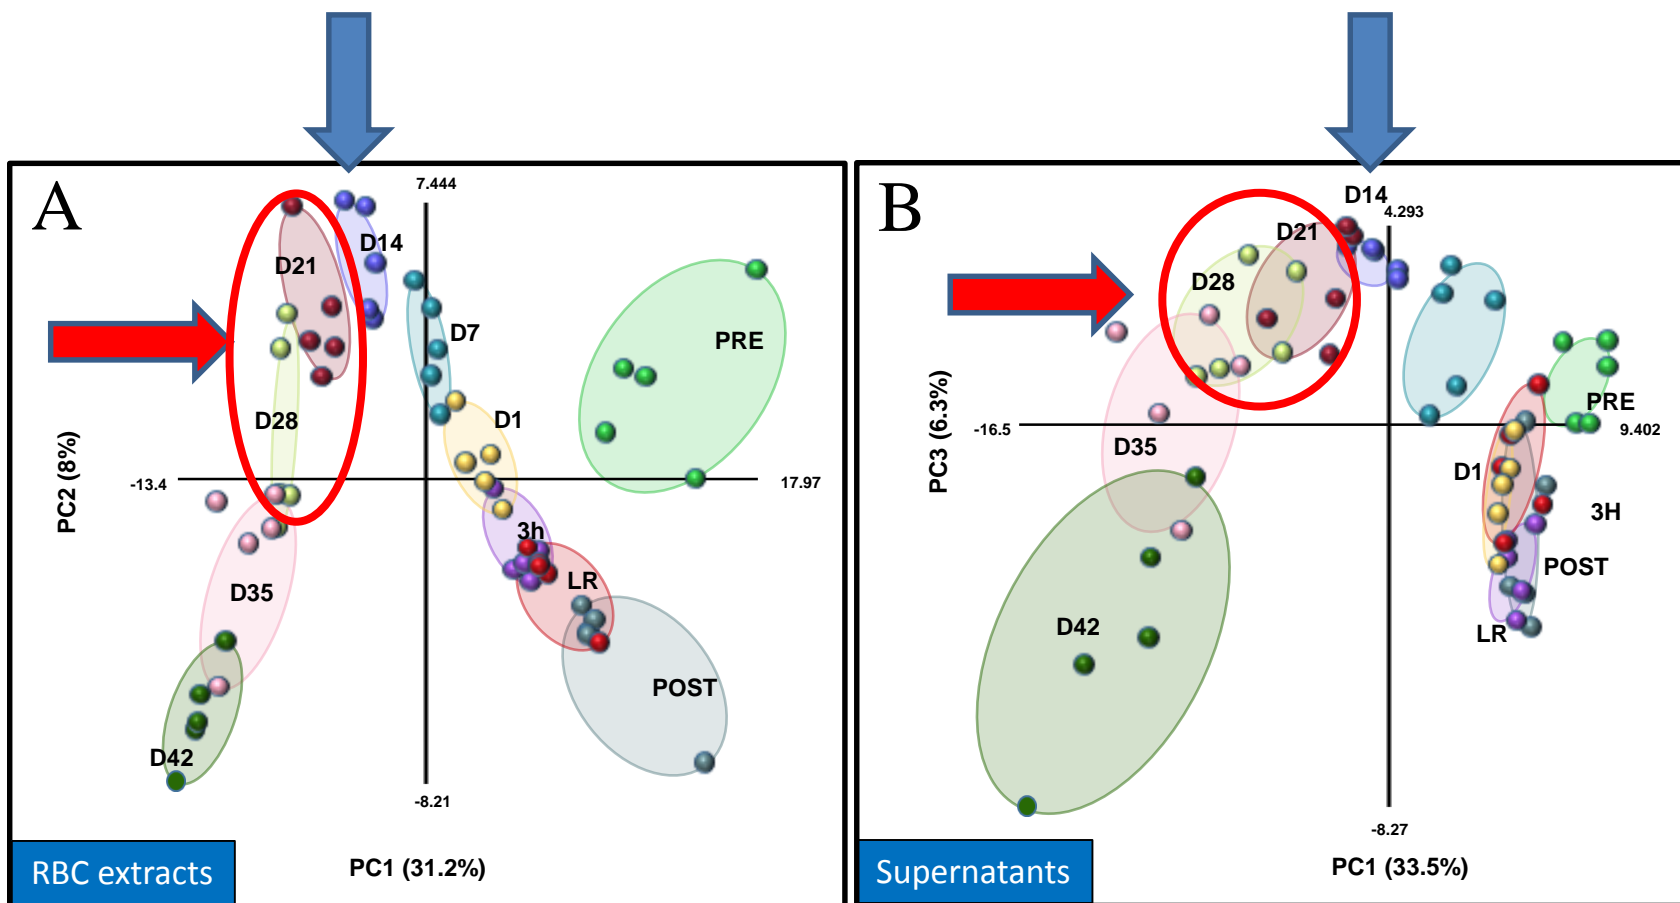 A
7.444
D14
D21
D7
PRE
D28
D1
PC2 (8%)
-13.4
17.97
3h
LR
D35
POST
D42
-8.21
PC1 (31.2%)
RBC extracts
B
D14
4.293
D21
D28
PRE
-16.5
9.402
PC3 (6.3%)
D35
D1
3H
POST
D42
LR
-8.27
PC1 (33.5%)
Supernatants